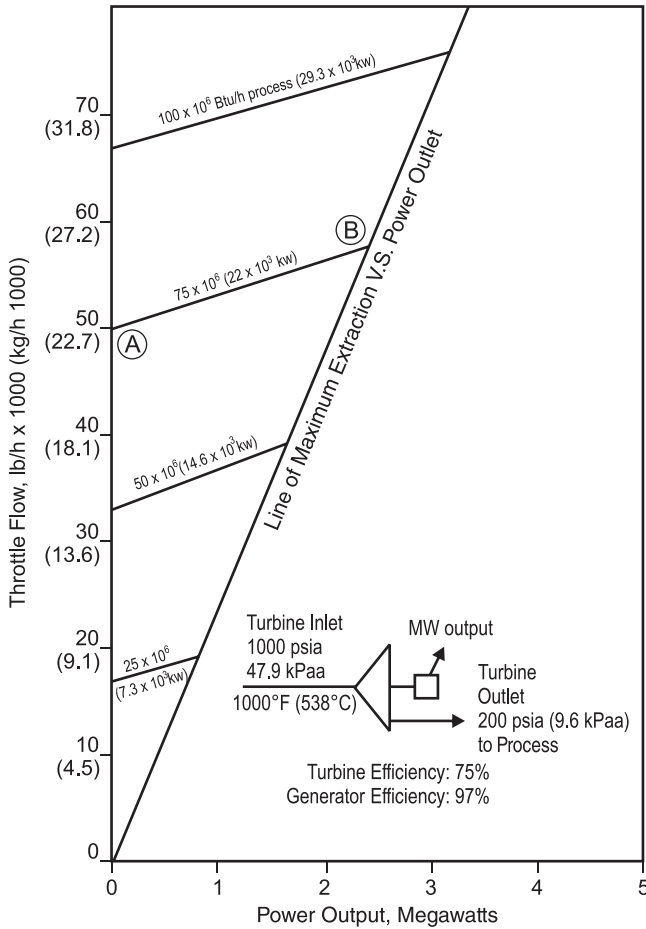 Throttle Flow, lb/h x 1000 (kg/h 1000)
70
(31.8)
60
(27.2)
50
(22.7)
40
(18.1)
30
(13.6)
20
(9.1)
10
(4.5)
0
100 x 10⁶ Btu/h process (29.3 x 10³kw)
75 x 10⁶ (22 x 10³ kw)
50 x 10⁶(14.6 x 10³kw)
25 x 10⁶
(7.3 x 10³kw)
A
B
Line of Maximum Extraction V.S. Power Outlet
Turbine Inlet
1000 psia
47,9 kPaa
1000°F (538°C)
MW output
Turbine
Outlet
200 psia (9.6 kPaa)
to Process
Turbine Efficiency: 75%
Generator Efficiency: 97%
0 1 2 3 4 5
Power Output, Megawatts